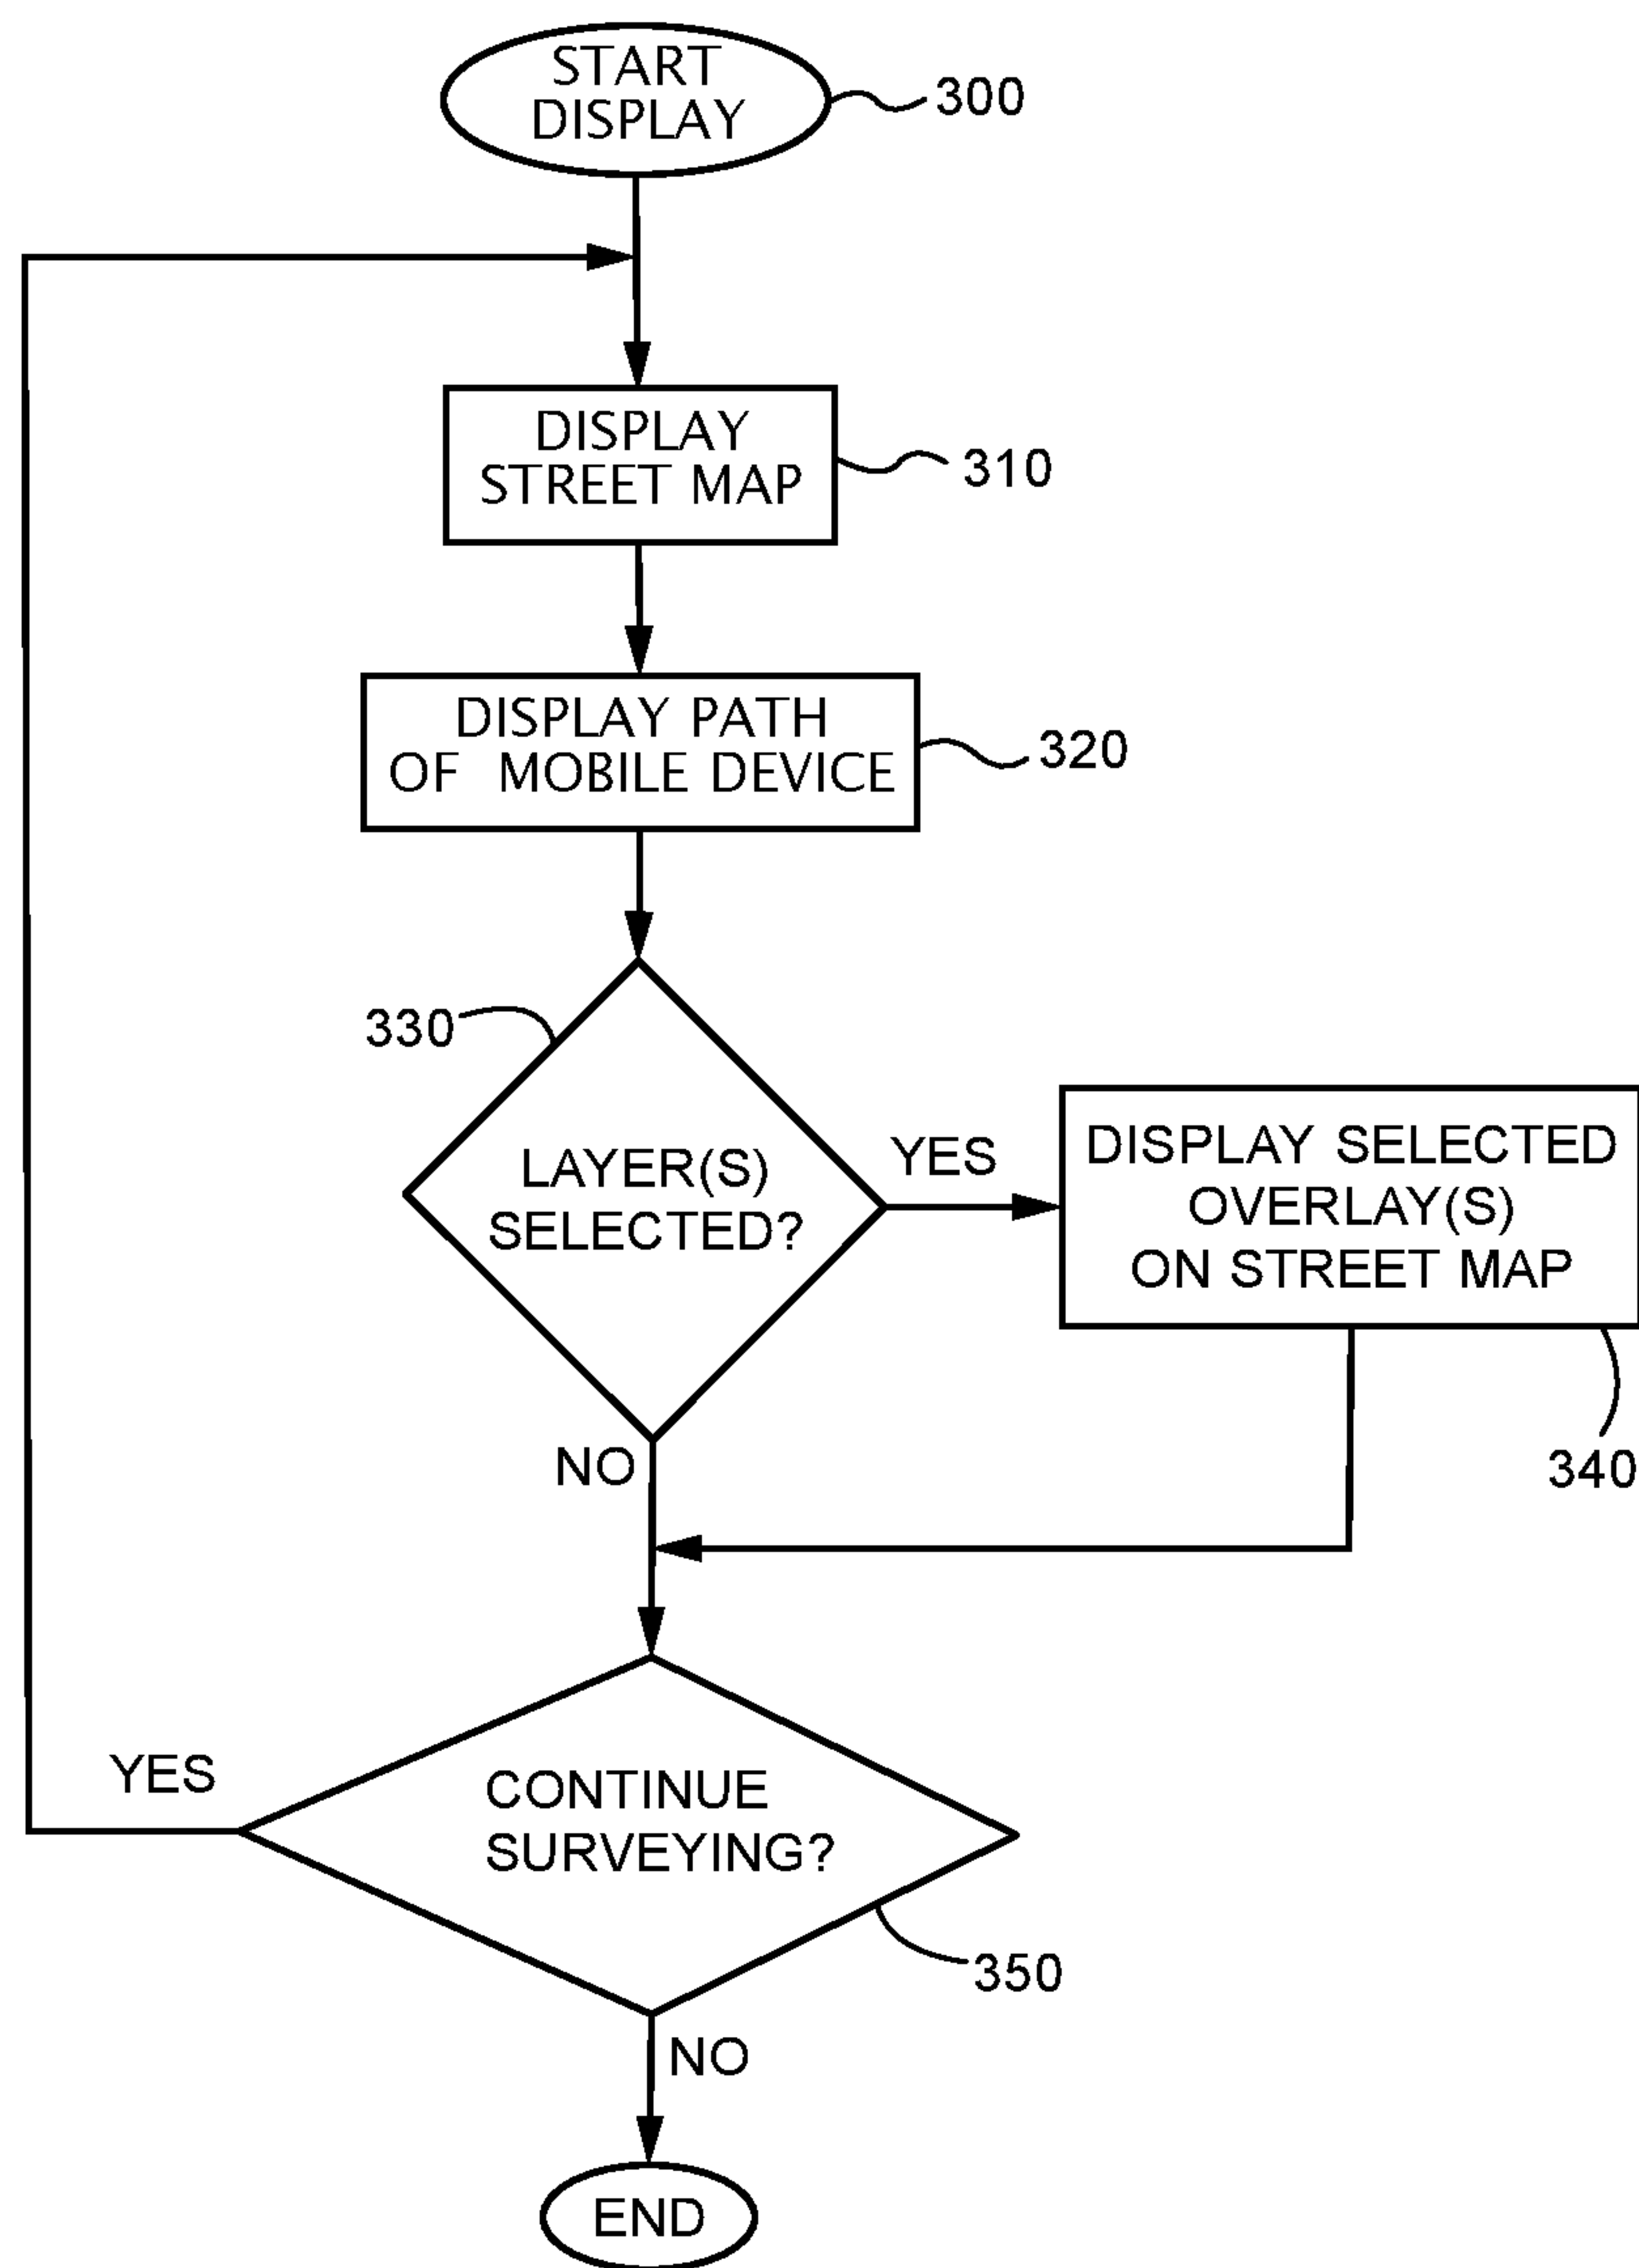 START
DISPLAY
300
DISPLAY
STREET MAP
310
DISPLAY PATH
OF MOBILE DEVICE
320
330
LAYER(S)
SELECTED?
YES
DISPLAY SELECTED
OVERLAY(S)
ON STREET MAP
340
NO
YES
CONTINUE
SURVEYING?
350
NO
END